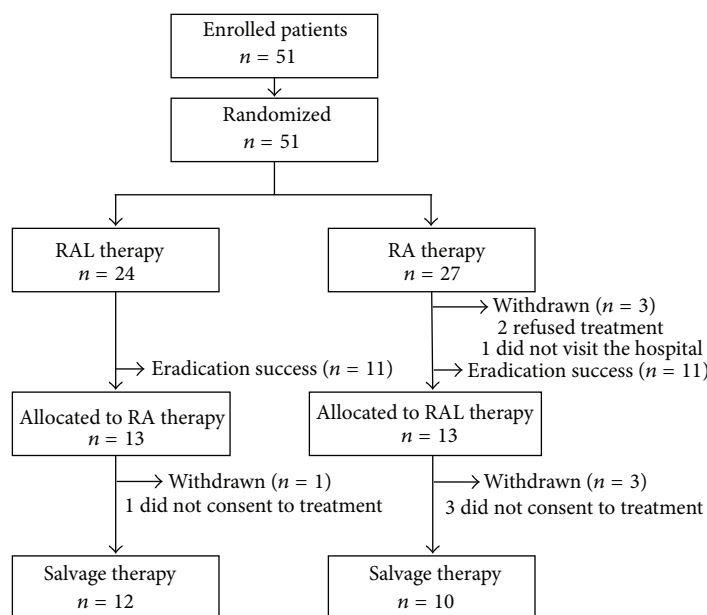 Enrolled patients
n = 51
Randomized
n = 51
RAL therapy
n = 24
RA therapy
n = 27
Withdrawn (n = 3)
2 refused treatment
1 did not visit the hospital
Eradication success (n = 11)
Eradication success (n = 11)
Allocated to RA therapy
n = 13
Allocated to RAL therapy
n = 13
Withdrawn (n = 1)
1 did not consent to treatment
Withdrawn (n = 3)
3 did not consent to treatment
Salvage therapy
n = 12
Salvage therapy
n = 10